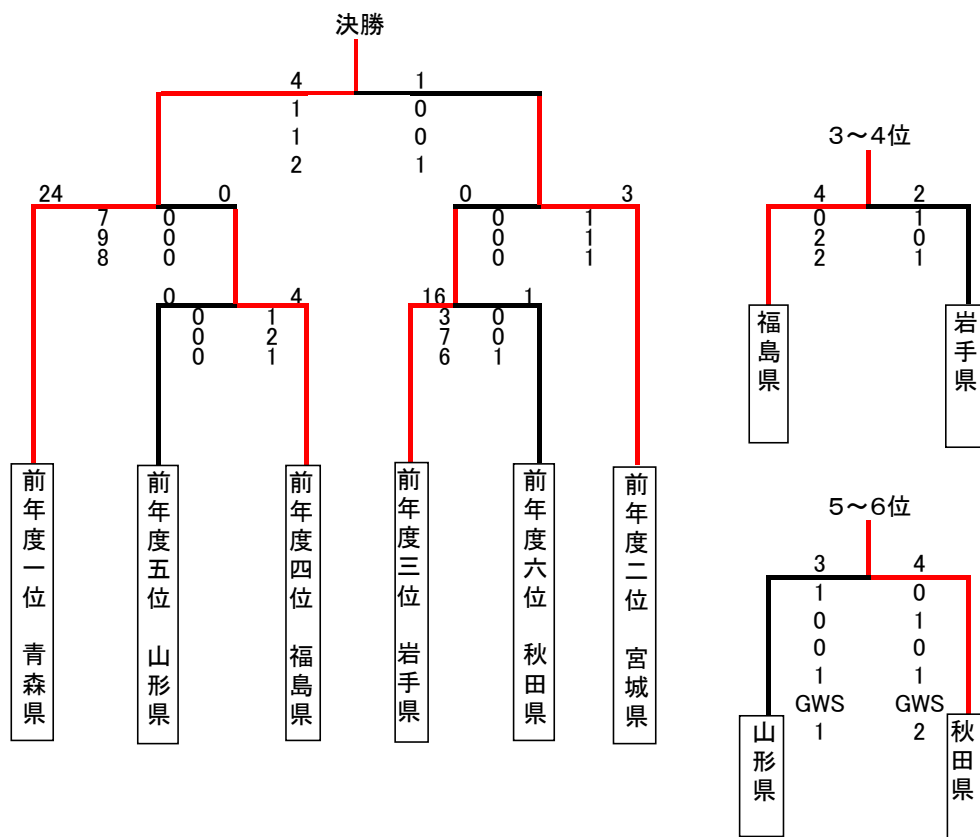 決勝
4 1
1 0
1 0
2 1
24 0
7 0
9 0
8 0
0 3
0 1
0 1
0 1
0 4
0 1
0 2
0 1
16 1
3 0
7 0
6 1
前年度一位 青森県
前年度五位 山形県
前年度四位 福島県
前年度三位 岩手県
前年度六位 秋田県
前年度二位 宮城県
3～4位
4 2
0 1
2 0
2 1
福島県
岩手県
5～6位
3 4
1 0
0 1
0 0
1 1
GWS GWS
1 2
山形県
秋田県